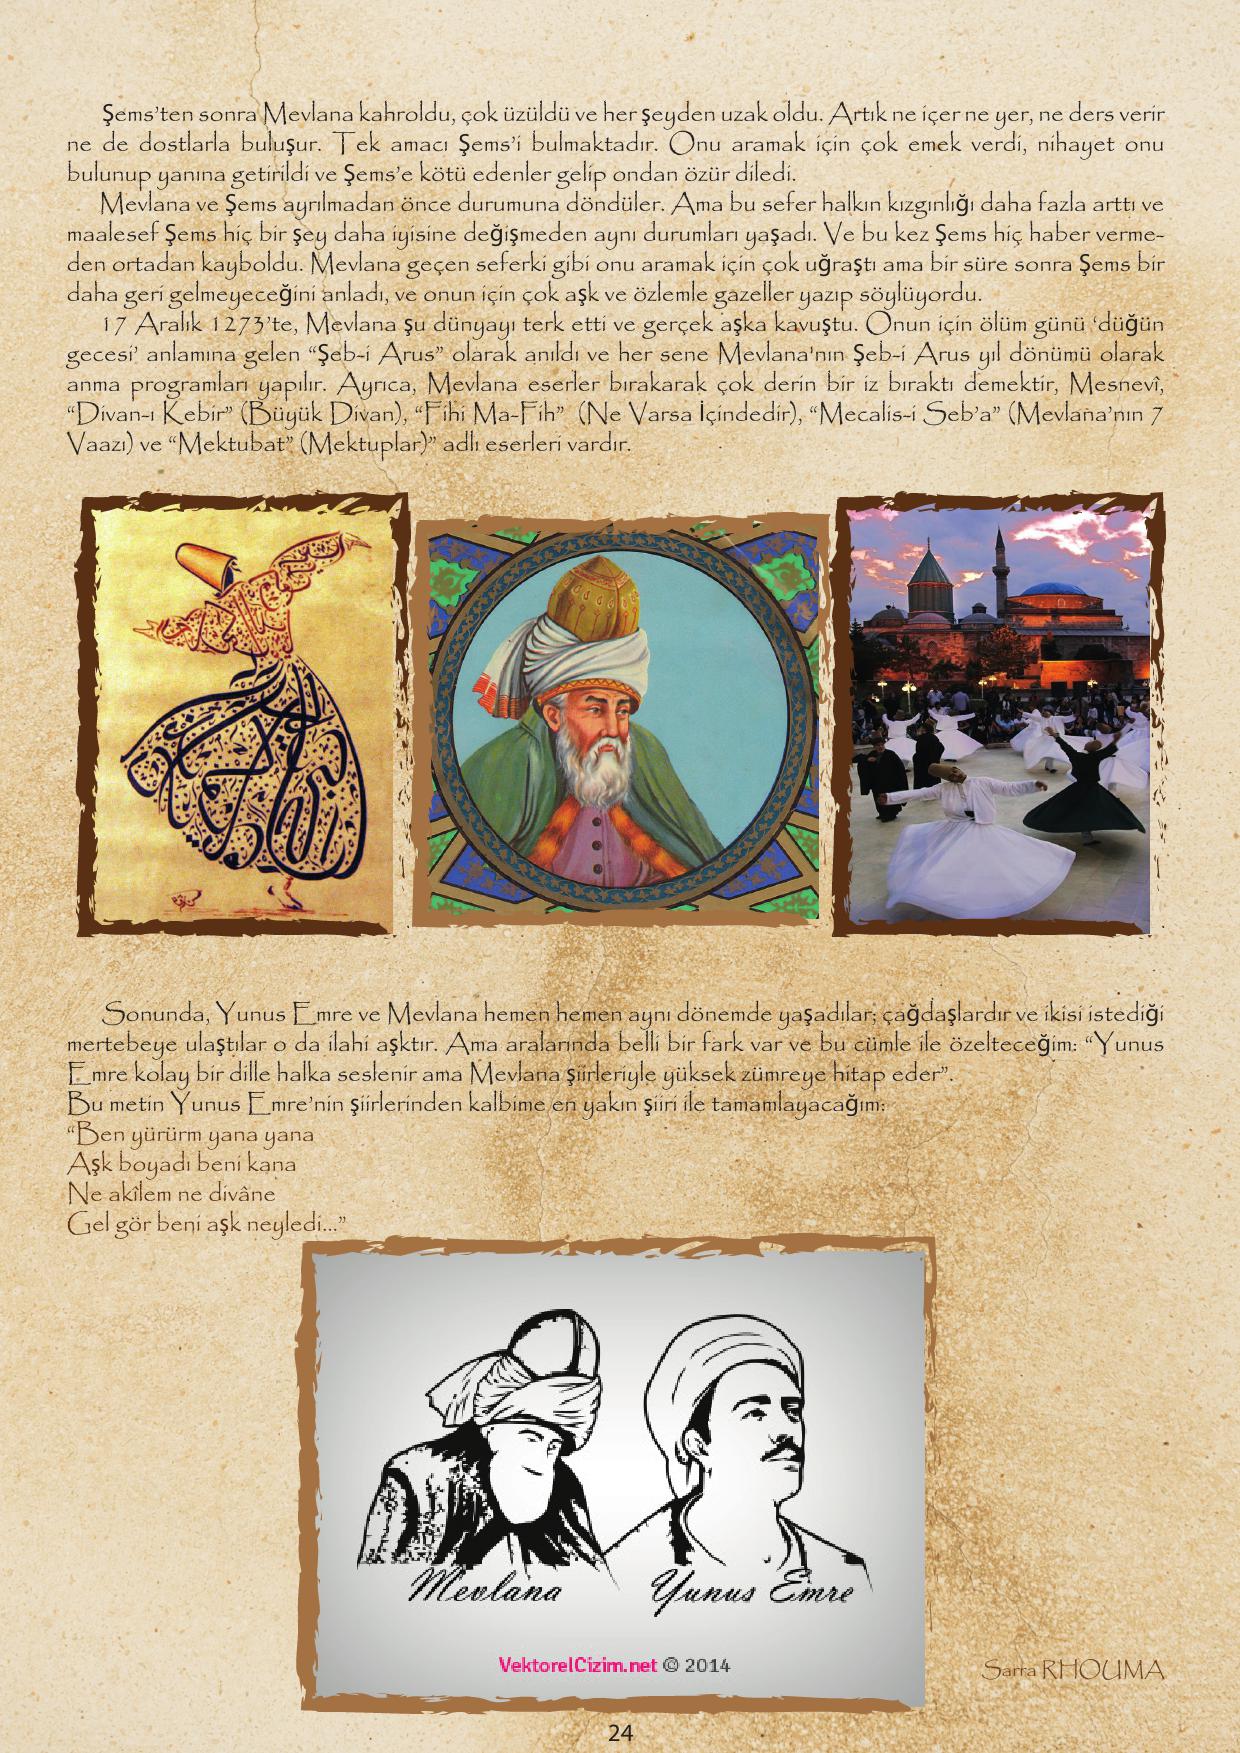 Şems'ten sonra Mevlana kahroldu, çok üzüldü ve her şeyden uzak oldu. Artık ne içer ne yer, ne ders verir
ne de dostlarla buluşur. Tek amacı Şems'i bulmaktadır. Onu aramak için çok emek verdi, nihayet onu
bulunup yanına getirildi ve Şems'e kötü edenler gelip ondan özür diledi.
Mevlana ve Şems ayrılmadan önce durumuna döndüler. Ama bu sefer halkın kızgınlığı daha fazla arttı ve
maalesef Şems hiç bir şey daha iyisine değişmeden aynı durumları yaşadı. Ve bu kez Şems hiç haber verme-
den ortadan kayboldu. Mevlana geçen seferki gibi onu aramak için çok uğraştı ama bir süre sonra Şems bir
daha geri gelmeyeceğini anladı, ve onun için çok aşk ve özlemle gazeller yazıp söylüyordu.
17 Aralık 1273'te, Mevlana şu dünyayı terk etti ve gerçek aşka kavuştu. Onun için ölüm günü 'düğün
gecesi' anlamına gelen “Şeb-i Arus” olarak anıldı ve her sene Mevlana'nın Şeb-i Arus yıl dönümü olarak
anma programları yapılır. Ayrıca, Mevlana eserler bırakarak çok derin bir iz bıraktı demektir, Mesnevî,
“Divan-ı Kebir” (Büyük Divan), “Fihi Ma-Fih” (Ne Varsa İçindedir), “Mecalis-i Seb'a” (Mevlana'nın 7
Vaazı) ve “Mektubat” (Mektuplar)” adlı eserleri vardır.
Sonunda, Yunus Emre ve Mevlana hemen hemen aynı dönemde yaşadılar; çağdaşlardır ve ikisi istediği
mertebeye ulaştılar o da ilahi aşktır. Ama aralarında belli bir fark var ve bu cümle ile özelteceğim: “Yunus
Emre kolay bir dille halka seslenir ama Mevlana şiirleriyle yüksek zümreye hitap eder”.
Bu metin Yunus Emre'nin şiirlerinden kalbime en yakın şiiri ile tamamlayacağım:
“Ben yürürm yana yana
Aşk boyadı beni kana
Ne akîlem ne divâne
Gel gör beni aşk neyledi...”
Mevlana Yunus Emre
VektorelCizim.net © 2014
Sarra RHOUMA
24